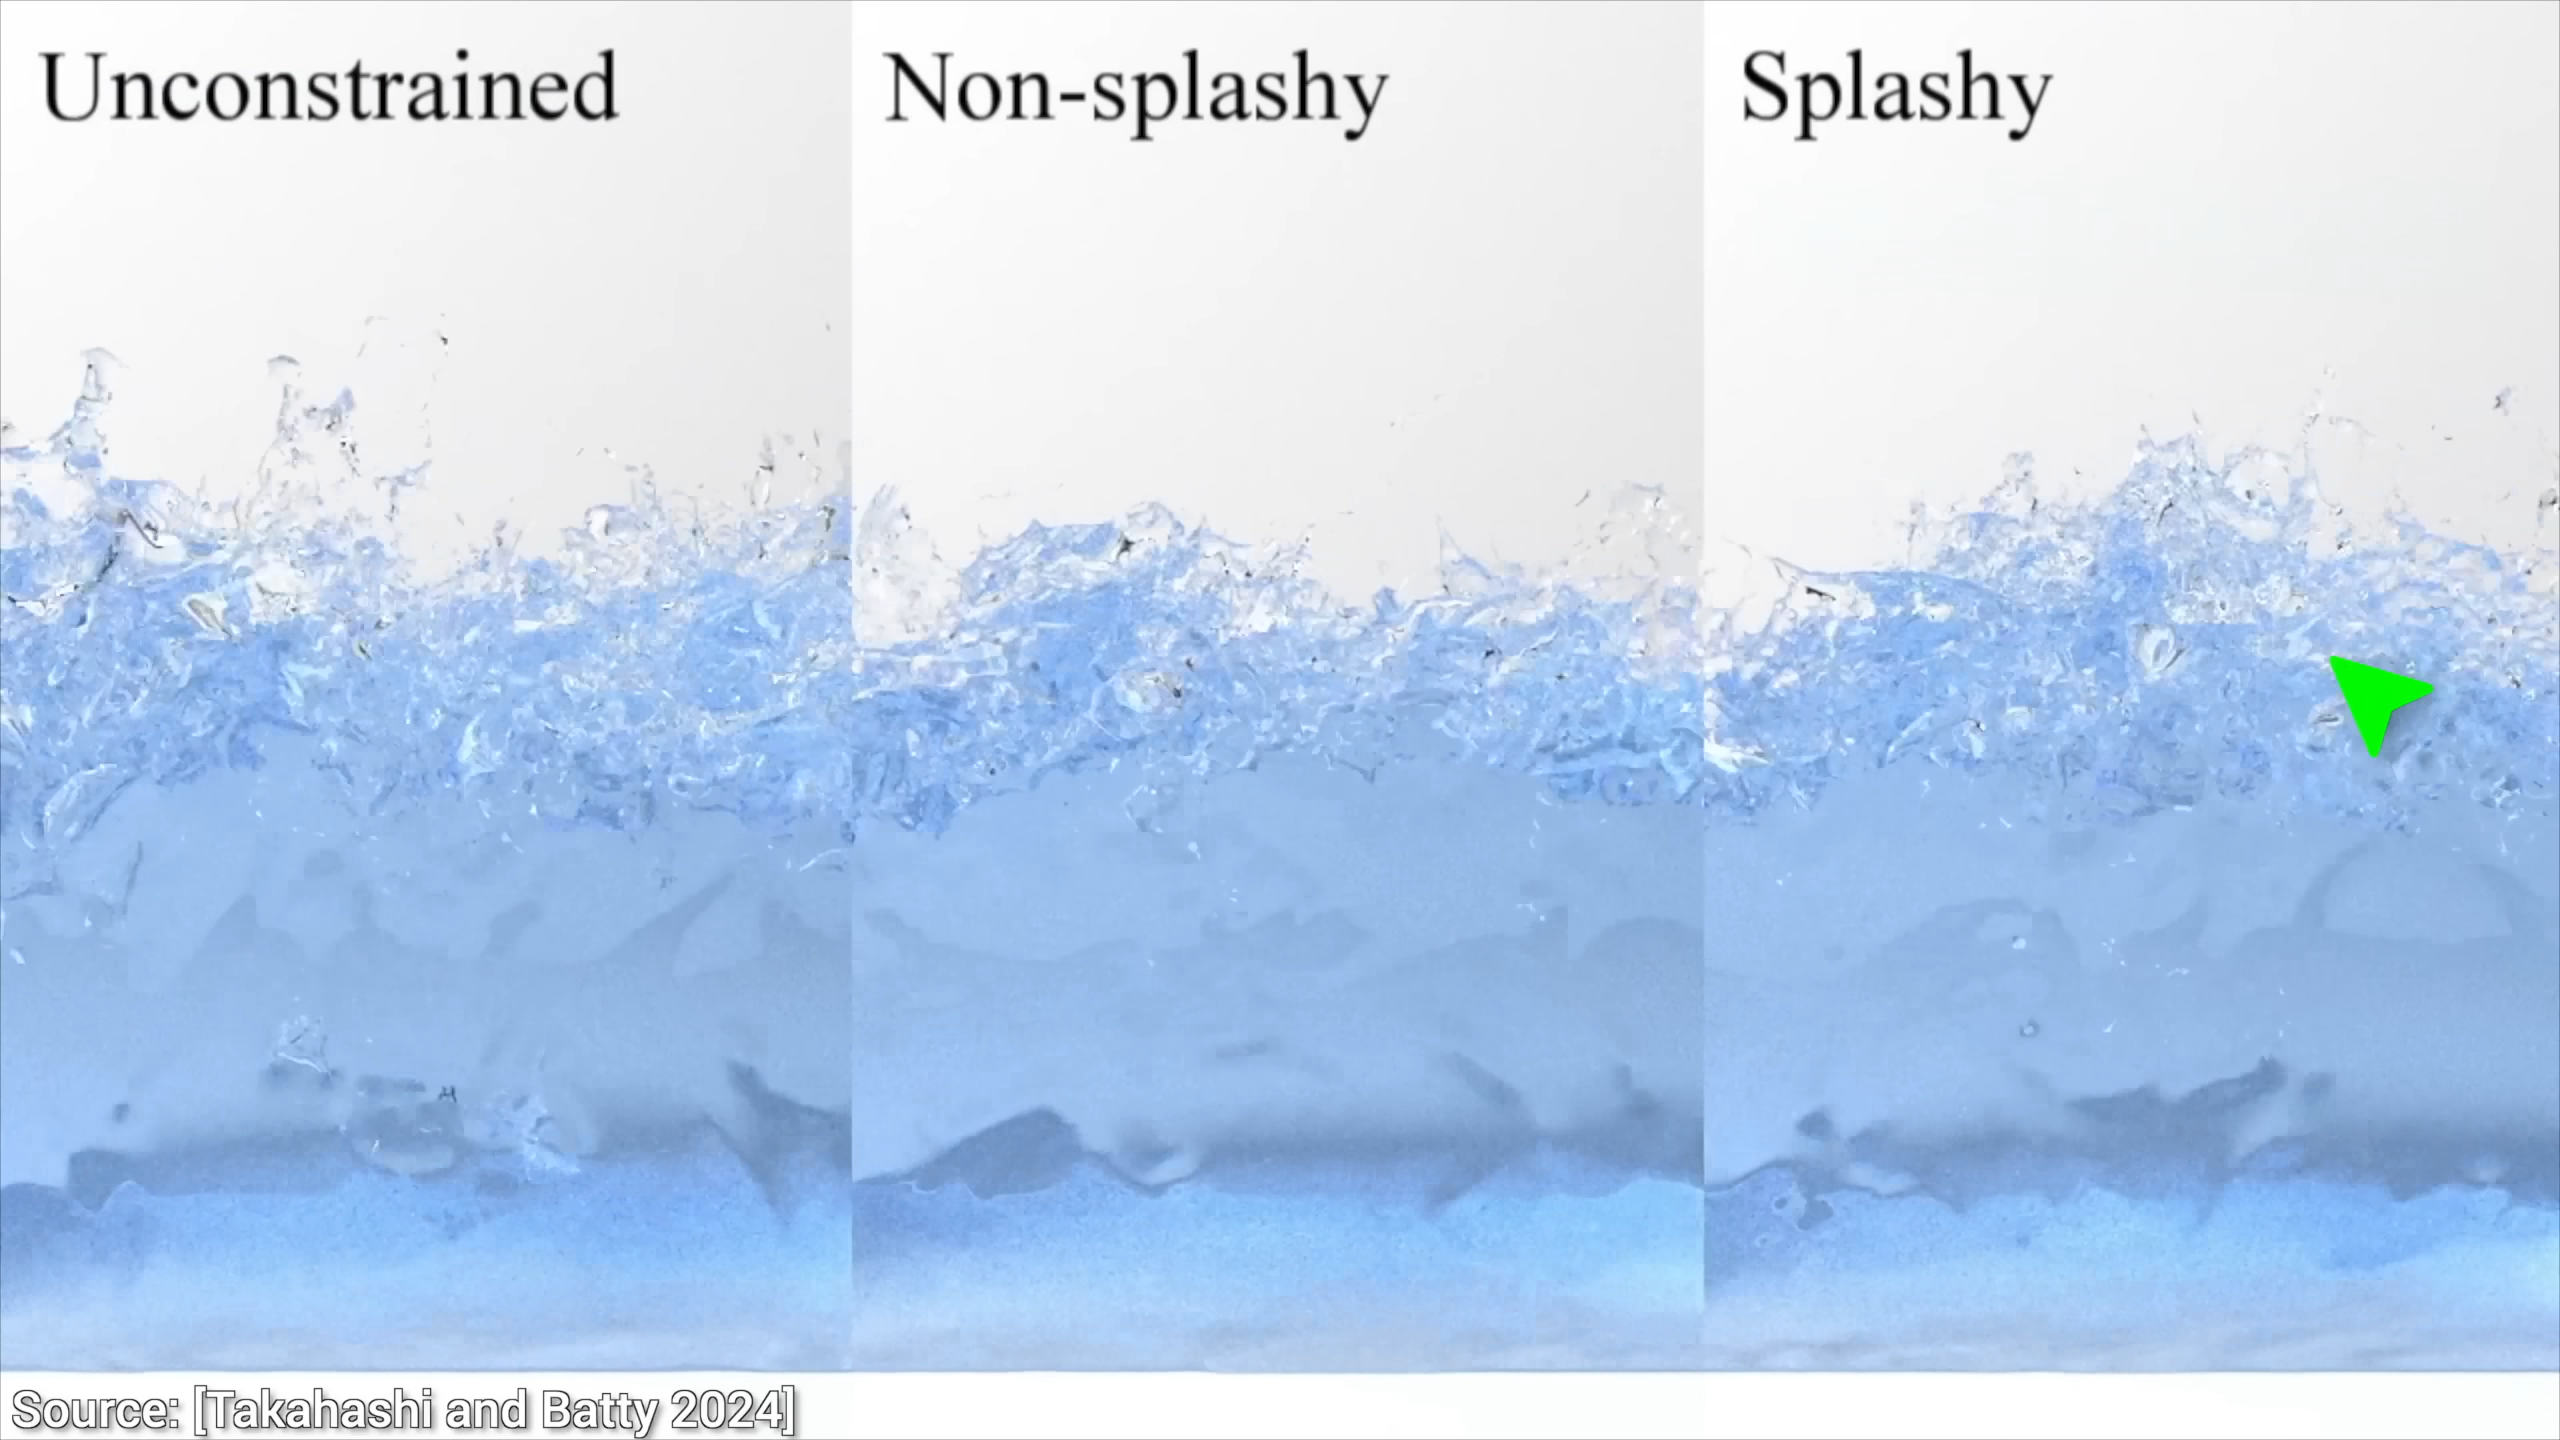 Unconstrained
Non-splashy
Splashy
Source: [Takahashi and Batty 2024]